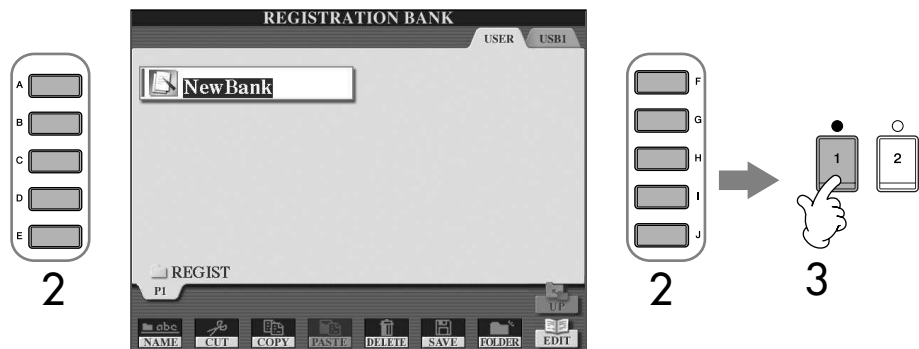 REGISTRATION BANK
USER USB1
NewBank
A
B
C
D
E
2
F
G
H
I
J
2
1 2
3
REGIST
P1
UP
abc
NAME CUT COPY PASTE DELETE SAVE FOLDER EDIT